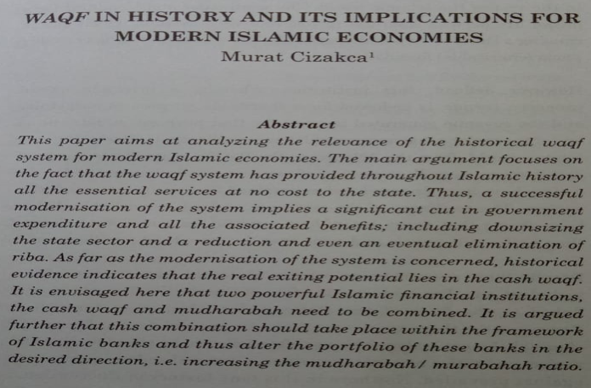 WAQF IN HISTORY AND ITS IMPLICATIONS FOR
MODERN ISLAMIC ECONOMIES
Murat Cizakca¹
Abstract
This paper aims at analyzing the relevance of the historical waqf
system for modern Islamic economies. The main argument focuses on
the fact that the waqf system has provided throughout Islamic history
all the essential services at no cost to the state. Thus, a successful
modernisation of the system implies a significant cut in government
expenditure and all the associated benefits; including downsizing
the state sector and a reduction and even an eventual elimination of
riba. As far as the modernisation of the system is concerned, historical
evidence indicates that the real exiting potential lies in the cash waqf.
It is envisaged here that two powerful Islamic financial institutions,
the cash waqf and mudharabah need to be combined. It is argued
further that this combination should take place within the framework
of Islamic banks and thus alter the portfolio of these banks in the
desired direction, i.e. increasing the mudharabah/ murabahah ratio.